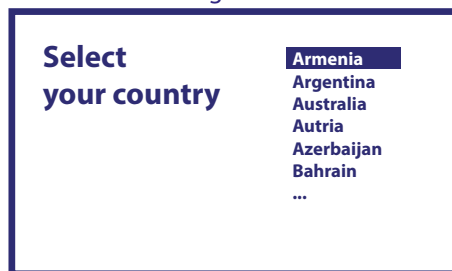 Select
your country
Armenia
Argentina
Australia
Autria
Azerbaijan
Bahrain
...